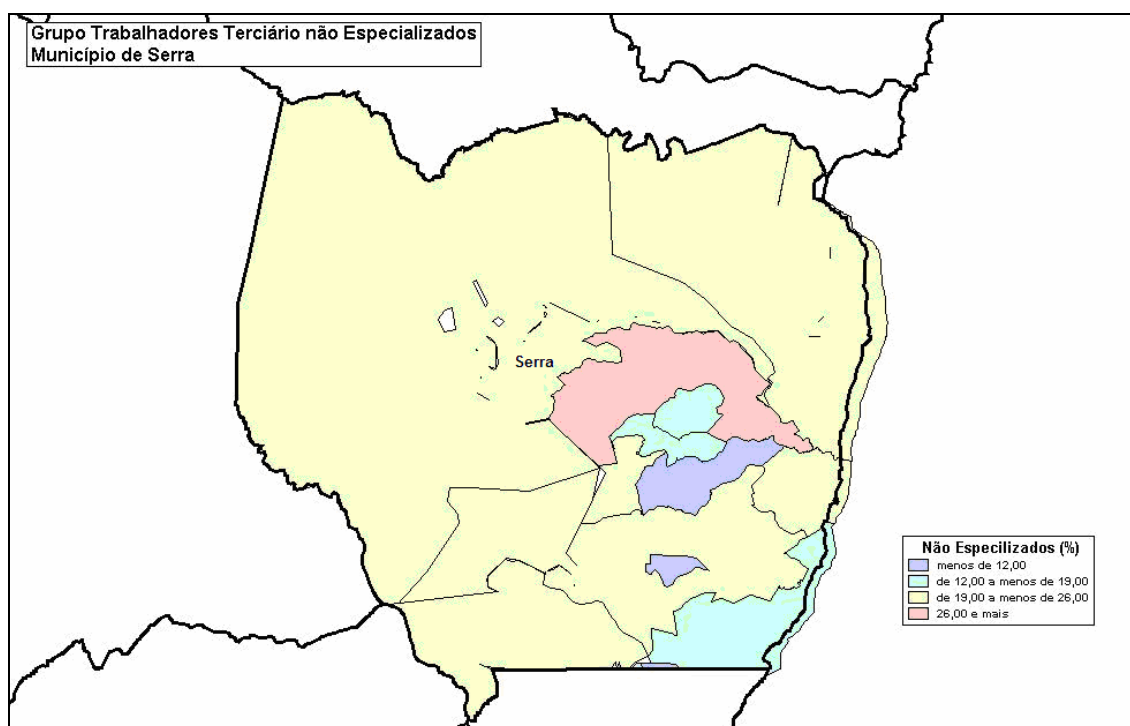 Grupo Trabalhadores Terciário não Especializados
Município de Serra
Serra
Não Especilizados (%)
menos de 12,00
de 12,00 a menos de 19,00
de 19,00 a menos de 26,00
26,00 e mais